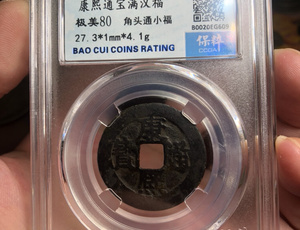 康熙通宝满汉福
极美80 角头通小福
27.3*1mm*4.1g
BAO CUI COINS RATING
B0020EG609
保粹
康熙通寶